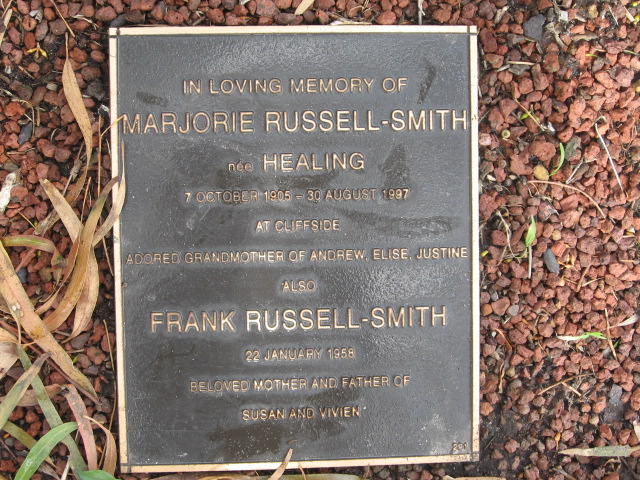 IN LOVING MEMORY OF
MARJORIE RUSSELL-SMITH
née HEALING
7 OCTOBER 1905 - 30 AUGUST 1997
AT CLIFFSIDE
ADORED GRANDMOTHER OF ANDREW, ELISE, JUSTINE
ALSO
FRANK RUSSELL-SMITH
22 JANUARY 1958
BELOVED MOTHER AND FATHER OF
SUSAN AND VIVIEN